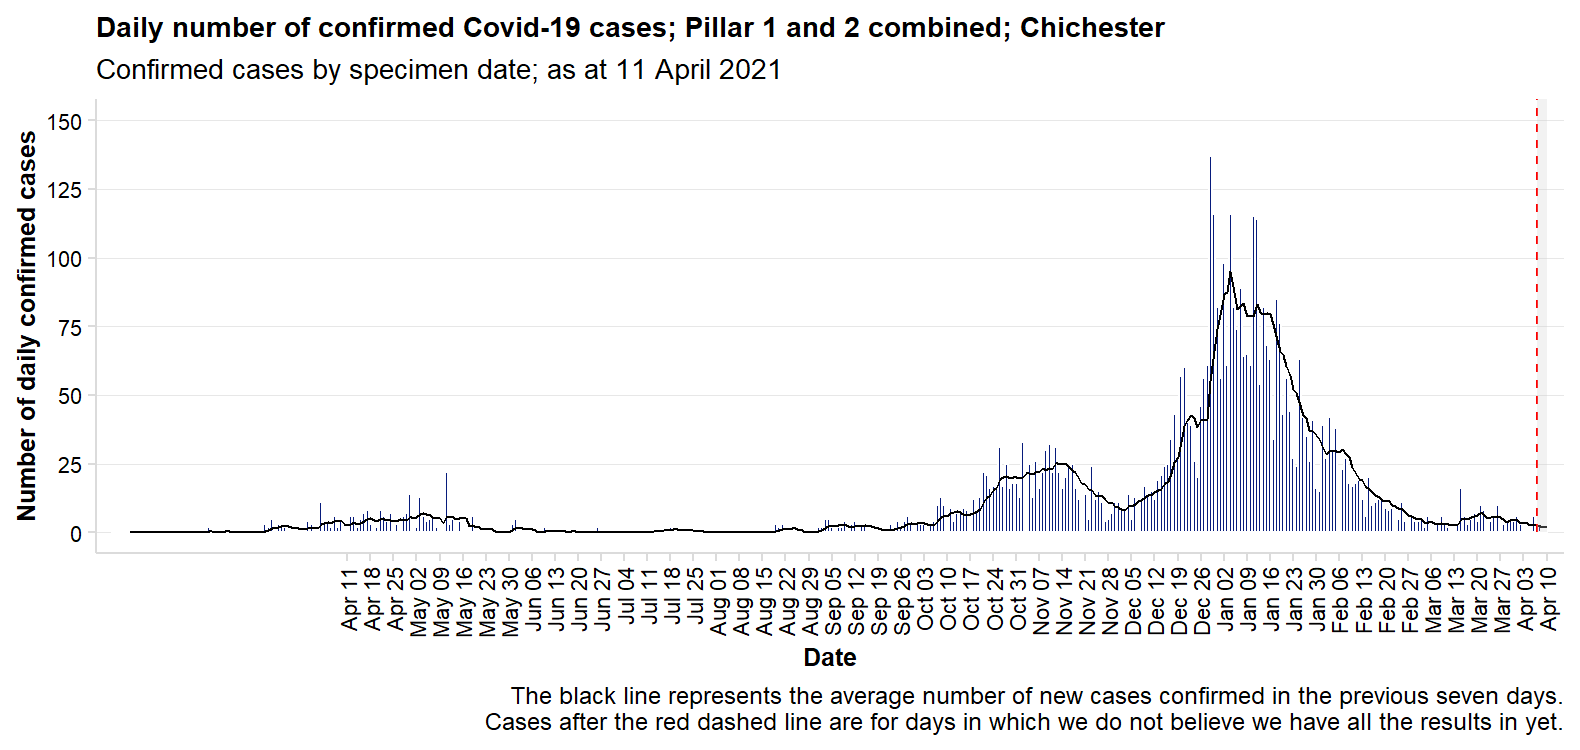 Daily number of confirmed Covid-19 cases; Pillar 1 and 2 combined; Chichester
Confirmed cases by specimen date; as at 11 April 2021
Number of daily confirmed cases
150
125
100
75
50
25
0
Apr 11
Apr 18
Apr 25
May 02
May 09
May 16
May 23
May 30
Jun 06
Jun 13
Jun 20
Jun 27
Jul 04
Jul 11
Jul 18
Jul 25
Aug 01
Aug 08
Aug 15
Aug 22
Aug 29
Sep 05
Sep 12
Sep 19
Sep 26
Oct 03
Oct 10
Oct 17
Oct 24
Oct 31
Nov 07
Nov 14
Nov 21
Nov 28
Dec 05
Dec 12
Dec 19
Dec 26
Jan 02
Jan 09
Jan 16
Jan 23
Jan 30
Feb 06
Feb 13
Feb 20
Feb 27
Mar 06
Mar 13
Mar 20
Mar 27
Apr 03
Apr 10
Date
The black line represents the average number of new cases confirmed in the previous seven days.
Cases after the red dashed line are for days in which we do not believe we have all the results in yet.